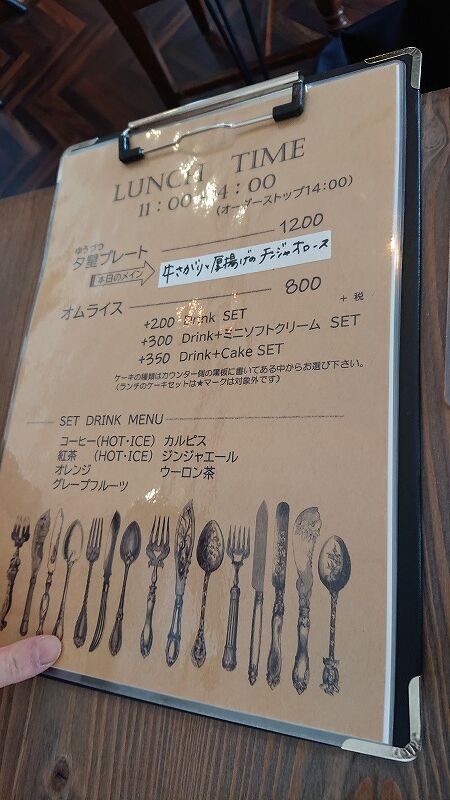 LUNCH TIME
11：00～14：00
(オーダーストップ14:00)
ゆうづつ
夕星プレート 1200
本日のメイン 牛さがりと厚揚げのチンジャオロース
オムライス 800
+ 税
+200 Drink SET
+300 Drink+ミニソフトクリーム SET
+350 Drink+Cake SET
ケーキの種類はカウンター側の黒板に書いてある中からお選び下さい。
(ランチのケーキセットは★マークは対象外です)
SET DRINK MENU
コーヒー(HOT･ICE) カルピス
紅茶 (HOT･ICE) ジンジャエール
オレンジ ウーロン茶
グレープフルーツ